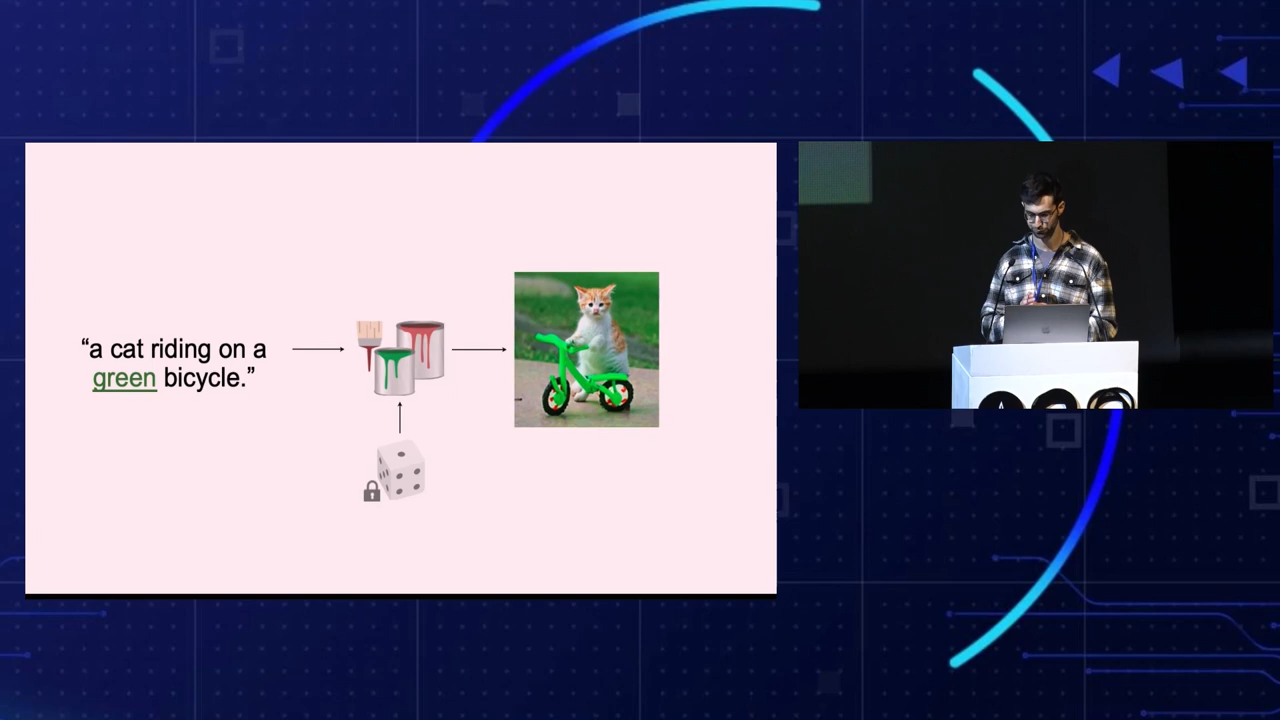 “a cat riding on a
green bicycle.”